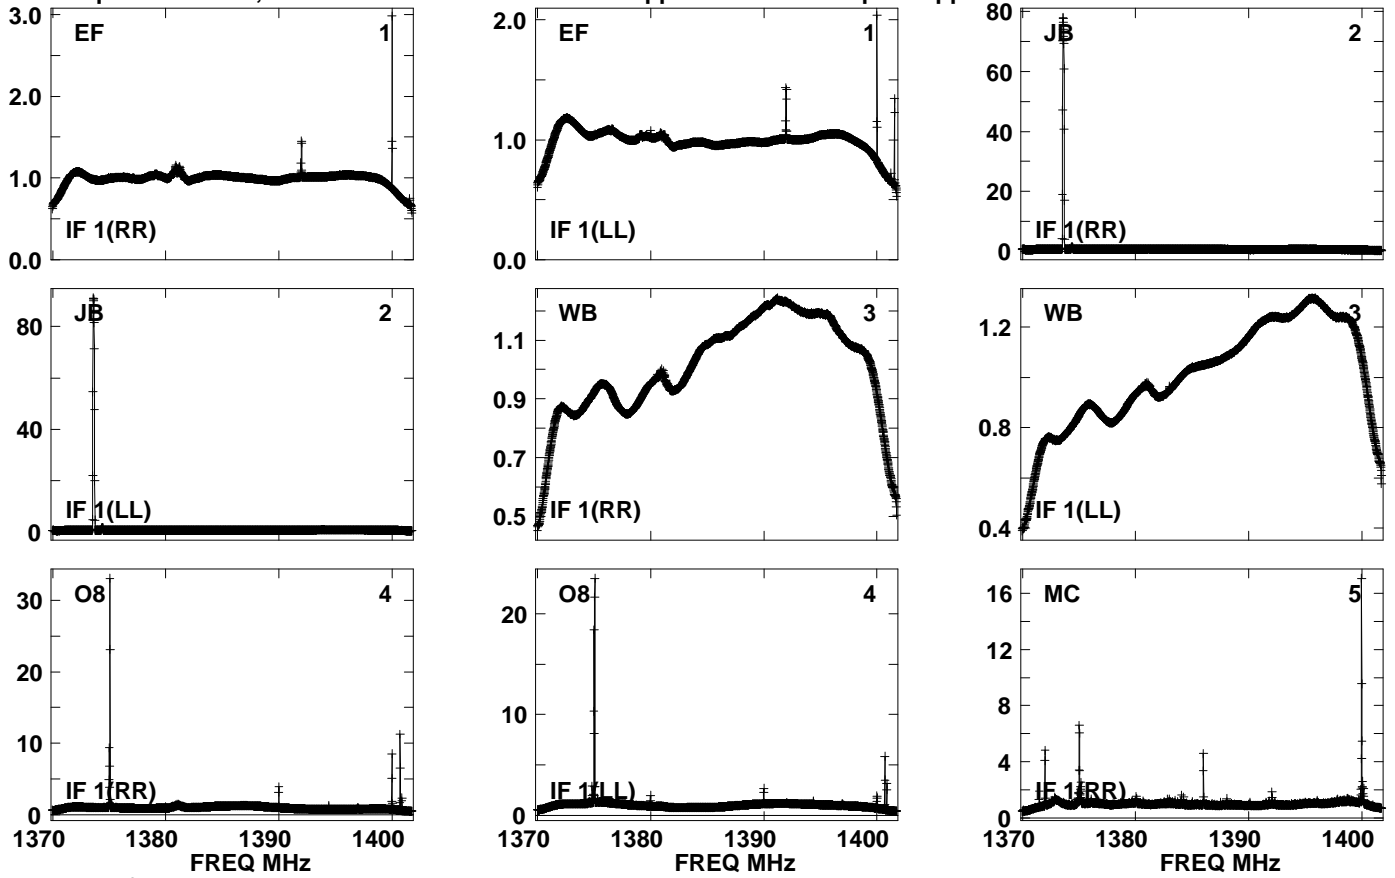 3.0 EF 1
2.0
1.0
0.0
IF 1(RR)
2.0 EF 1
1.0
0.0
IF 1(LL)
80 JB 2
60
40
20
0
IF 1(RR)
80 JB 2
40
0
IF 1(LL)
WB 3
1.1
0.9
0.7
0.5
IF 1(RR)
WB 3
1.2
0.8
0.4
IF 1(LL)
O8 4
30
20
10
0
IF 1(RR)
1370 1380 1390 1400
FREQ MHz
O8 4
20
10
0
IF 1(LL)
1370 1380 1390 1400
FREQ MHz
MC 5
16
12
8
4
0
IF 1(RR)
1370 1380 1390 1400
FREQ MHz